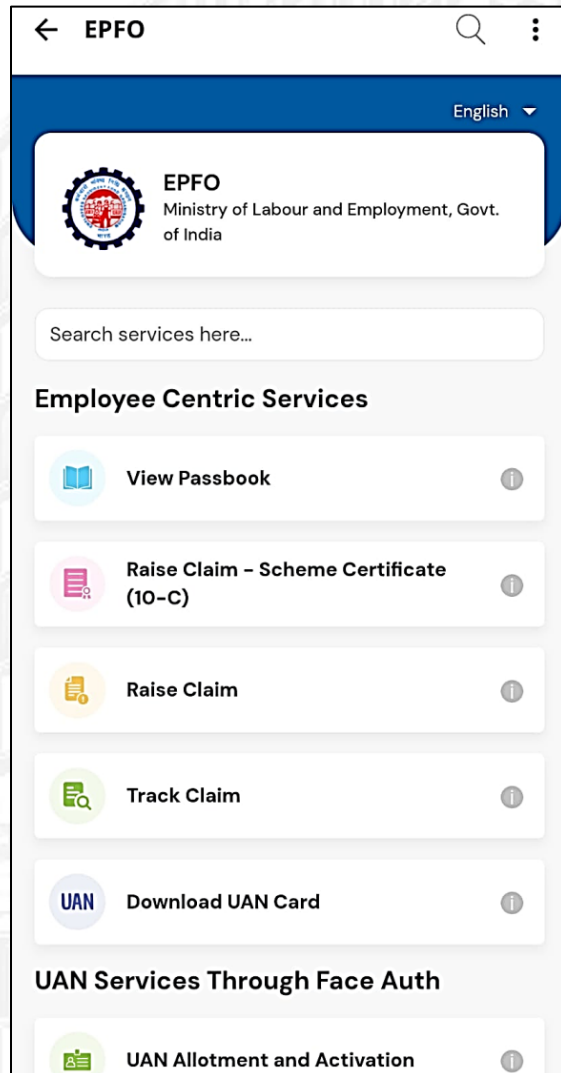 EPFO
English
EPFO
Ministry of Labour and Employment, Govt.
of India
Search services here...
Employee Centric Services
View Passbook
Raise Claim – Scheme Certificate
(10-C)
Raise Claim
Track Claim
UAN Download UAN Card
UAN Services Through Face Auth
UAN Allotment and Activation